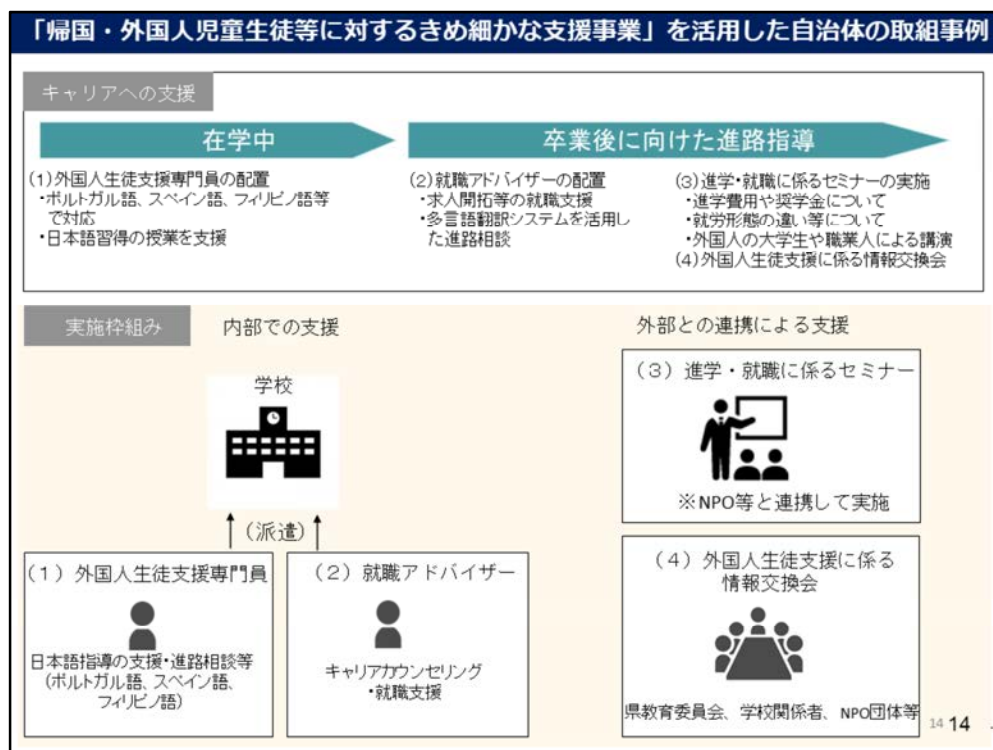 「帰国・外国人児童生徒等に対するきめ細かな支援事業」を活用した自治体の取組事例
キャリアへの支援
在学中
(1)外国人生徒支援専門員の配置
・ポルトガル語、スペイン語、フィリピン語等
で対応
・日本語習得の授業を支援
卒業後に向けた進路指導
(2)就職アドバイザーの配置
・求人開拓等の就職支援
・多言語翻訳システムを活用し
た進路相談
(3)進学・就職に係るセミナーの実施
・進学費用や奨学金について
・就労形態の違い等について
・外国人の大学生や職業人による講演
(4)外国人生徒支援に係る情報交換会
実施枠組み
内部での支援
学校
(派遣)
(1)外国人生徒支援専門員
日本語指導の支援・進路相談等
(ポルトガル語、スペイン語、
フィリピノ語)
(2)就職アドバイザー
キャリアカウンセリング
・就職支援
外部との連携による支援
(3)進学・就職に係るセミナー
※NPO等と連携して実施
(4)外国人生徒支援に係る
情報交換会
県教育委員会、学校関係者、NPO団体等
14 14